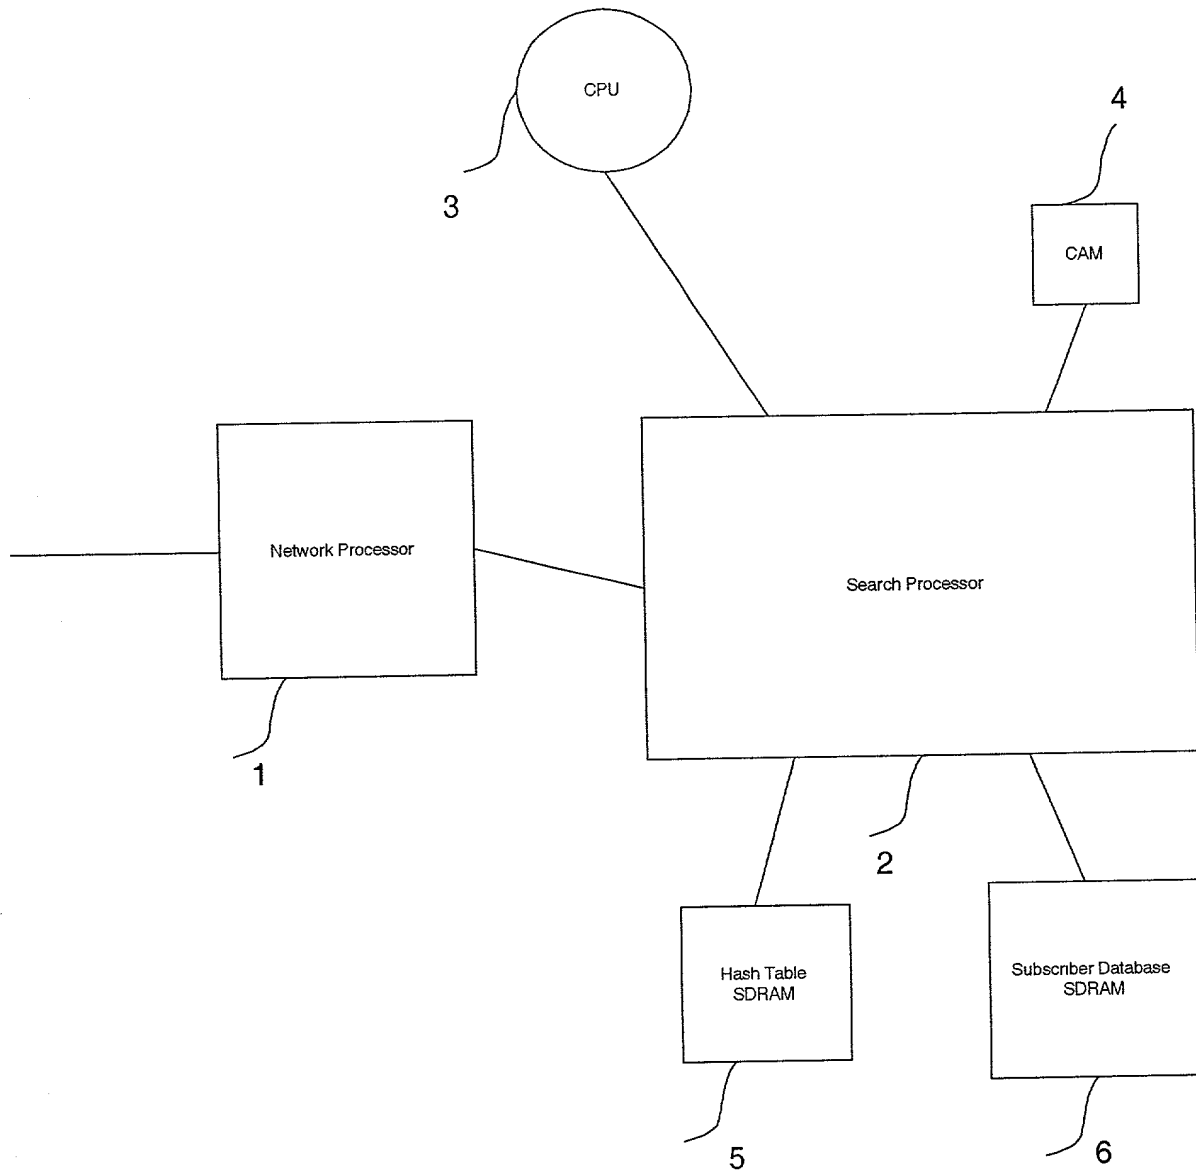 CPU
4
3
CAM
Network Processor
Search Processor
1
2
Hash Table
SDRAM
Subscriber Database
SDRAM
5
6